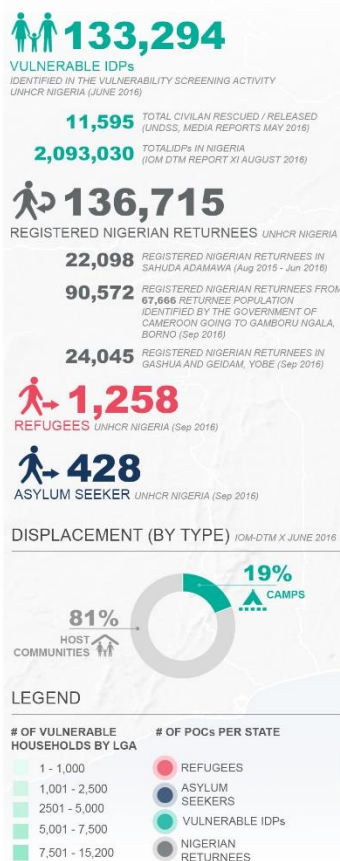 133,294
VULNERABLE IDPs
IDENTIFIED IN THE VULNERABILITY SCREENING ACTIVITY
UNHCR NIGERIA (JUNE 2016)
11,595 TOTAL CIVILAN RESCUED / RELEASED
(UNDSS, MEDIA REPORTS MAY 2016)
2,093,030 TOTALIDPs IN NIGERIA
(IOM DTM REPORT XI AUGUST 2016)
136,715
REGISTERED NIGERIAN RETURNEES UNHCR NIGERIA
22,098 REGISTERED NIGERIAN RETURNEES IN
SAHUDA ADAMAWA (Aug 2015 - Jun 2016)
90,572 REGISTERED NIGERIAN RETURNEES FROM
67,666 RETURNEE POPULATION
IDENTIFIED BY THE GOVERNMENT OF
CAMEROON GOING TO GAMBORU NGALA,
BORNO (Sep 2016)
24,045 REGISTERED NIGERIAN RETURNEES IN
GASHUA AND GEIDAM, YOBE (Sep 2016)
1,258
REFUGEES UNHCR NIGERIA (Sep 2016)
428
ASYLUM SEEKER UNHCR NIGERIA (Sep 2016)
DISPLACEMENT (BY TYPE) IOM-DTM X JUNE 2016
19%
CAMPS
81%
HOST
COMMUNITIES
LEGEND
# OF VULNERABLE
HOUSEHOLDS BY LGA
1 - 1,000
1,001 - 2,500
2501 - 5,000
5,001 - 7,500
7,501 - 15,200
# OF POCs PER STATE
REFUGEES
ASYLUM
SEEKERS
VULNERABLE IDPs
NIGERIAN
RETURNEES